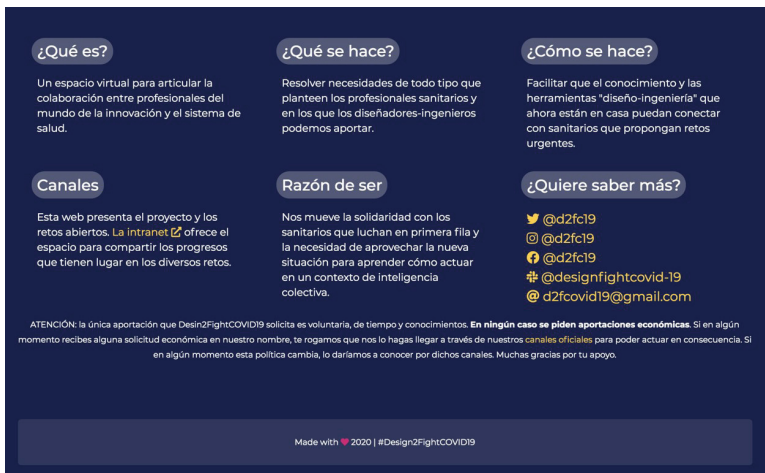 ¿Qué es?
Un espacio virtual para articular la
colaboración entre profesionales del
mundo de la innovación y el sistema de
salud.
¿Qué se hace?
Resolver necesidades de todo tipo que
planteen los profesionales sanitarios y
en los que los diseñadores-ingenieros
podemos aportar.
¿Cómo se hace?
Facilitar que el conocimiento y las
herramientas "diseño-ingeniería" que
ahora están en casa puedan conectar
con sanitarios que propongan retos
urgentes.
Canales
Esta web presenta el proyecto y los
retos abiertos. La intranet ofrece el
espacio para compartir los progresos
que tienen lugar en los diversos retos.
Razón de ser
Nos mueve la solidaridad con los
sanitarios que luchan en primera fila y
la necesidad de aprovechar la nueva
situación para aprender cómo actuar
en un contexto de inteligencia
colectiva.
¿Quiere saber más?
@d2fc19
@d2fc19
@d2fc19
@designfightcovid-19
@ d2fcovid19@gmail.com
ATENCIÓN: la única aportación que Desin2FightCOVID19 solicita es voluntaria, de tiempo y conocimientos. En ningún caso se piden aportaciones económicas. Si en algún
momento recibes alguna solicitud económica en nuestro nombre, te rogamos que nos lo hagas llegar a través de nuestros canales oficiales para poder actuar en consecuencia. Si
en algún momento esta política cambia, lo daríamos a conocer por dichos canales. Muchas gracias por tu apoyo.
Made with ❤ 2020 | #Design2FightCOVID19